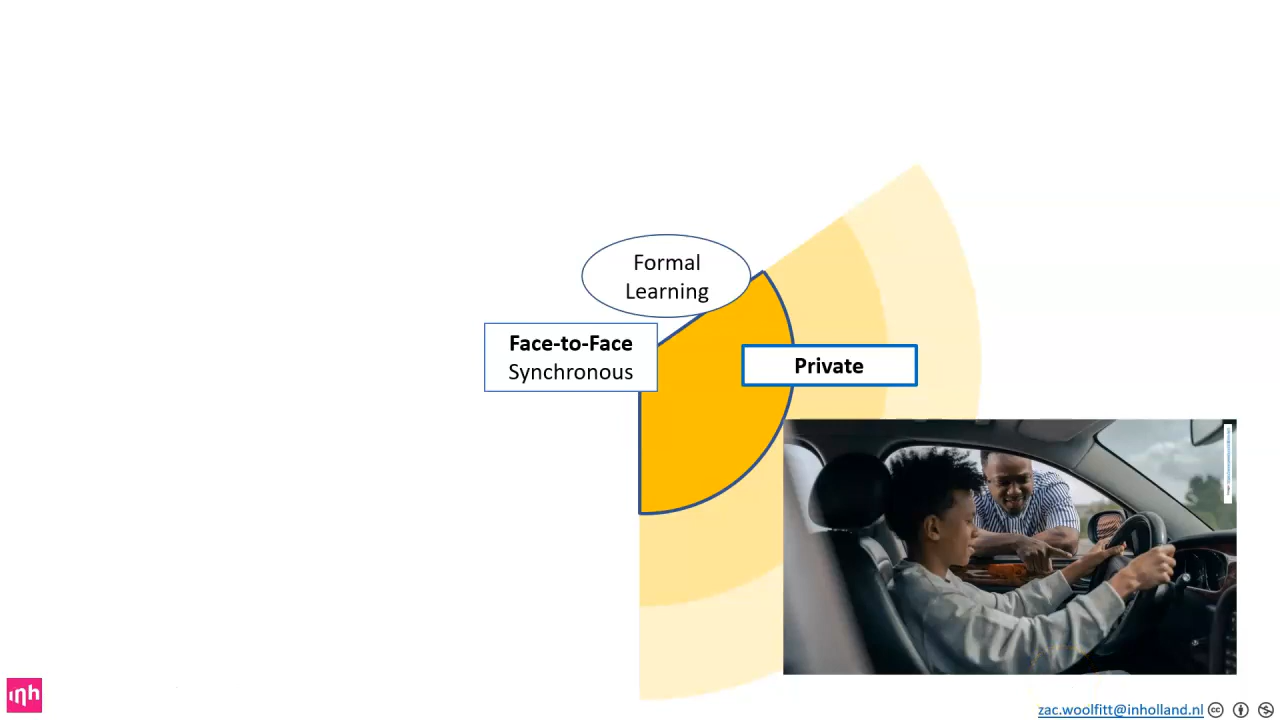 Formal
Learning
Face-to-Face
Synchronous
Private
inh
zac.woolfitt@inholland.nl